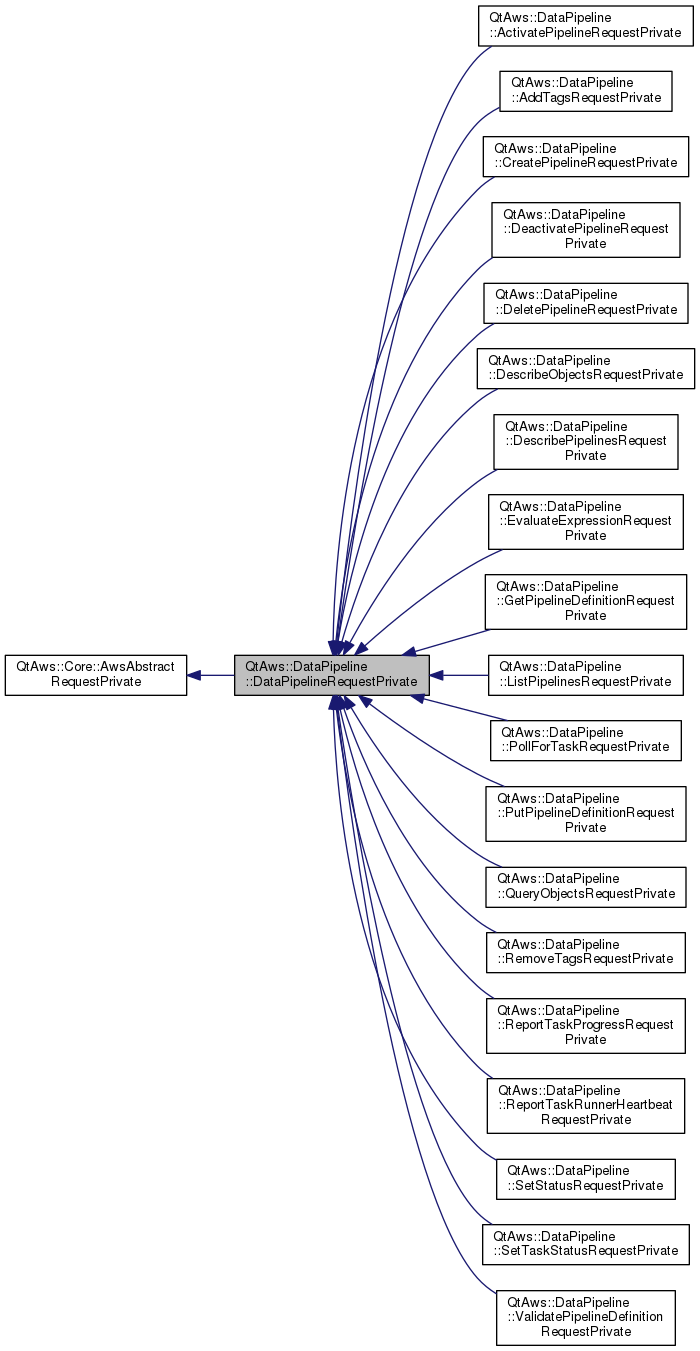 QtAws::DataPipeline
::ActivatePipelineRequestPrivate
QtAws::DataPipeline
::AddTagsRequestPrivate
QtAws::DataPipeline
::CreatePipelineRequestPrivate
QtAws::DataPipeline
::DeactivatePipelineRequest
Private
QtAws::DataPipeline
::DeletePipelineRequestPrivate
QtAws::DataPipeline
::DescribeObjectsRequestPrivate
QtAws::DataPipeline
::DescribePipelinesRequest
Private
QtAws::DataPipeline
::EvaluateExpressionRequest
Private
QtAws::DataPipeline
::GetPipelineDefinitionRequest
Private
QtAws::Core::AwsAbstract
RequestPrivate
QtAws::DataPipeline
::DataPipelineRequestPrivate
QtAws::DataPipeline
::ListPipelinesRequestPrivate
QtAws::DataPipeline
::PollForTaskRequestPrivate
QtAws::DataPipeline
::PutPipelineDefinitionRequest
Private
QtAws::DataPipeline
::QueryObjectsRequestPrivate
QtAws::DataPipeline
::RemoveTagsRequestPrivate
QtAws::DataPipeline
::ReportTaskProgressRequest
Private
QtAws::DataPipeline
::ReportTaskRunnerHeartbeat
RequestPrivate
QtAws::DataPipeline
::SetStatusRequestPrivate
QtAws::DataPipeline
::SetTaskStatusRequestPrivate
QtAws::DataPipeline
::ValidatePipelineDefinition
RequestPrivate